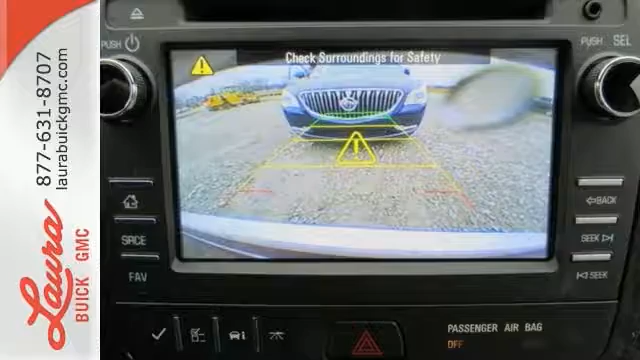 877-631-8707
laurabuickgmc.com
Laura
BUICK GMC
PUSH
PUSH SEL
Check Surroundings for Safety
BACK
SRCE
SEEK
FAV
SEEK
PASSENGER AIR BAG
OFF